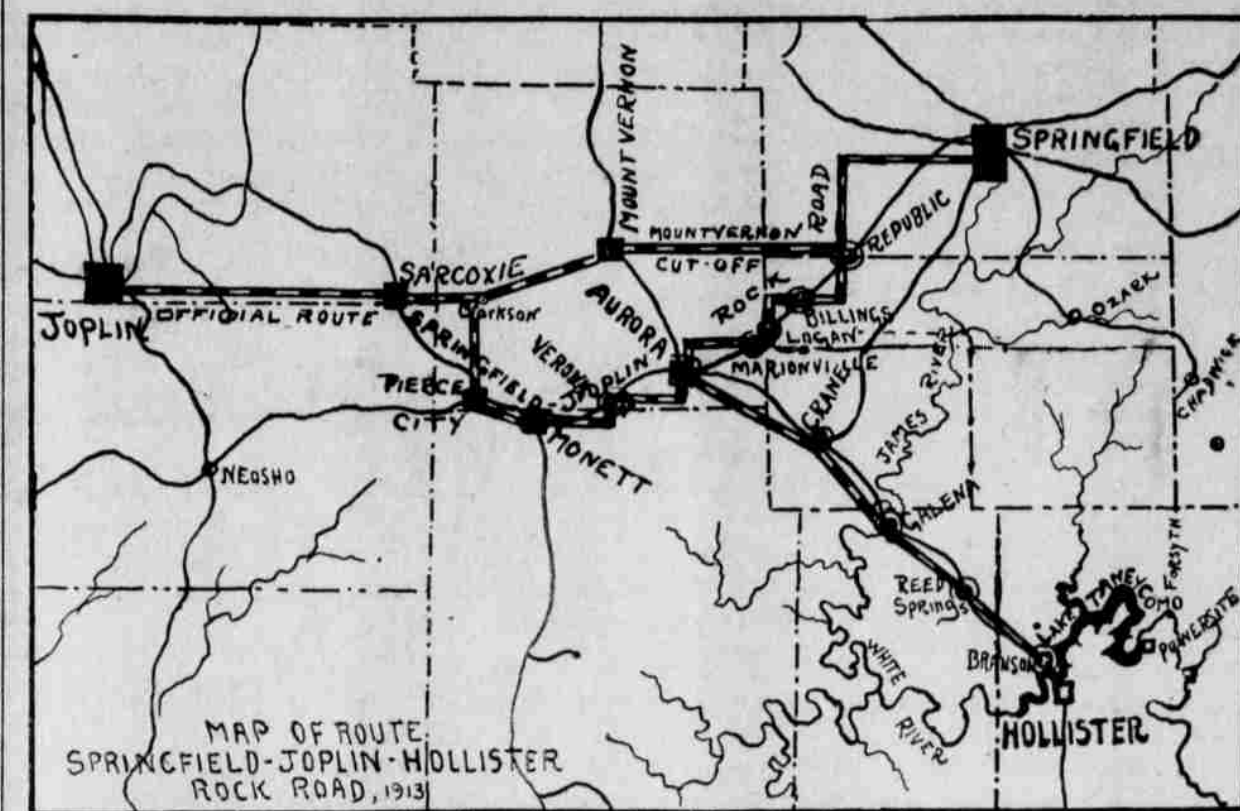 MOUNT VERNON
SPRINGFIELD
ROAD
REPUBLIC
MOUNT VERNON
CUT-OFF
SARCOXIE
AURORA
ROCK
BILLINGS
OZARK
JOPLIN
OFFICIAL ROUTE
SPRINGFIELD-JOPLIN
VERONA
LOGAN
MARIONVILLE
CHADWICK
PIERCE
CITY
CRANE
JAMES RIVER
MONETT
NEOSHO
GALENA
FORSYTH
REED
SPRINGS
LAKE TANEYCOMO
POWERSITE
BRANSON
WHITE
RIVER
HOLLISTER
MAP OF ROUTE
SPRINGFIELD-JOPLIN-HOLLISTER
ROCK ROAD, 1913